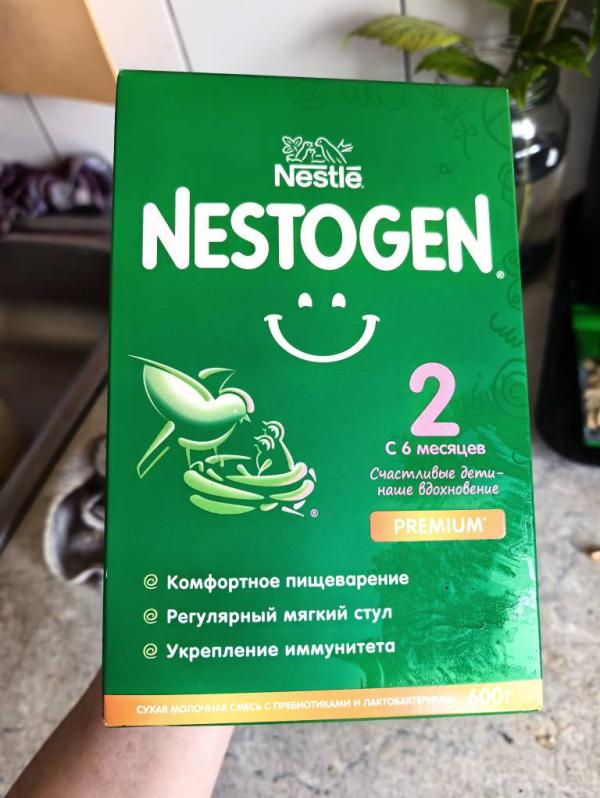 Nestlé®
NESTOGEN®
2
С 6 месяцев
Счастливые дети-
наше вдохновение
PREMIUM*
®
Комфортное пищеварение
Регулярный мягкий стул
Укрепление иммунитета
СУХАЯ МОЛОЧНАЯ СМЕСЬ С ПРЕБИОТИКАМИ И ЛАКТОБАКТЕРИЯМИ 600г